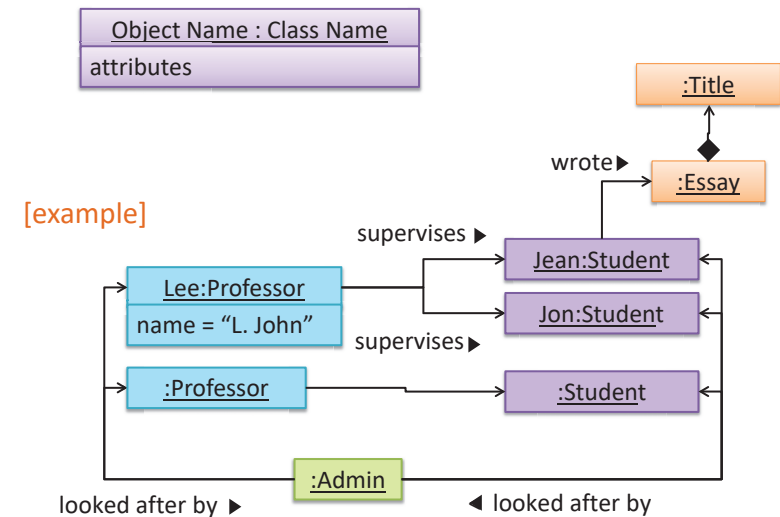 Object Name : Class Name
attributes
:Title
wrote▶
:Essay
[example]
supervises ▶
Jean:Student
Lee:Professor
name = “L. John”
Jon:Student
supervises▶
:Professor
:Student
:Admin
looked after by ▶
◀ looked after by